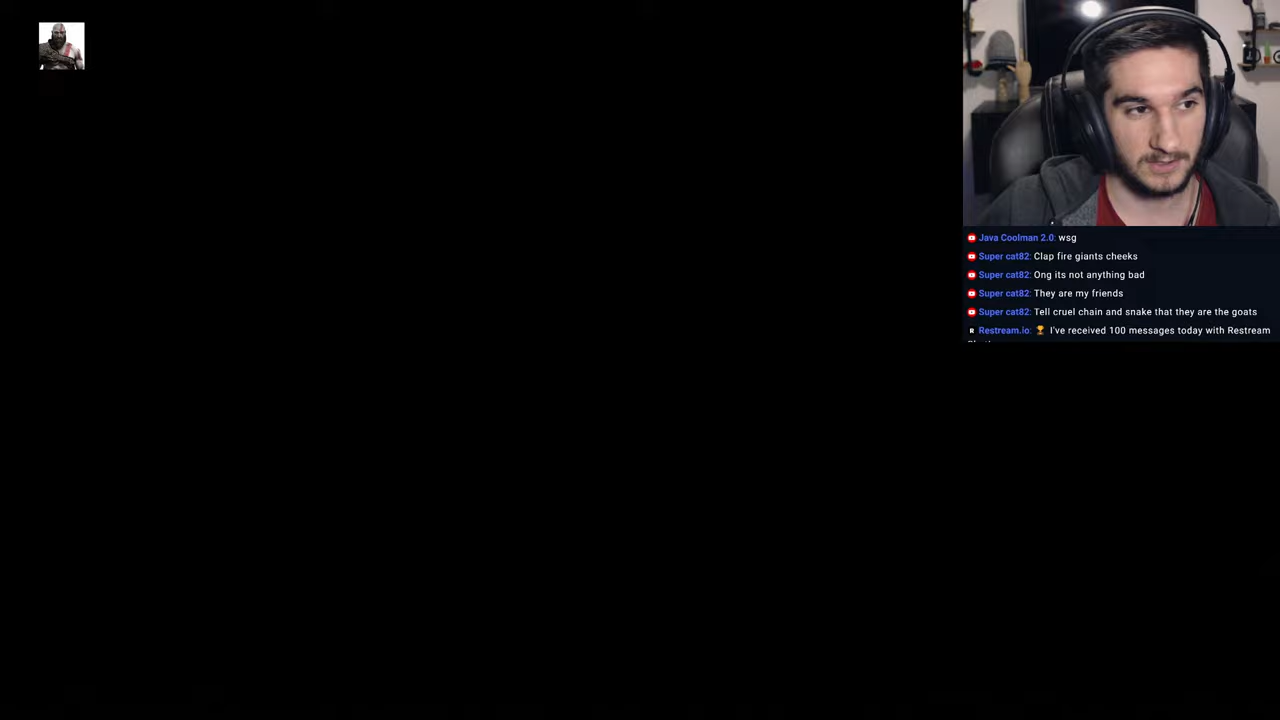 Java Coolman 2.0: wsg
Super cat82: Clap fire giants cheeks
Super cat82: Ong its not anything bad
Super cat82: They are my friends
Super cat82: Tell cruel chain and snake that they are the goats
R Restream.io: 🏆 I've received 100 messages today with Restream